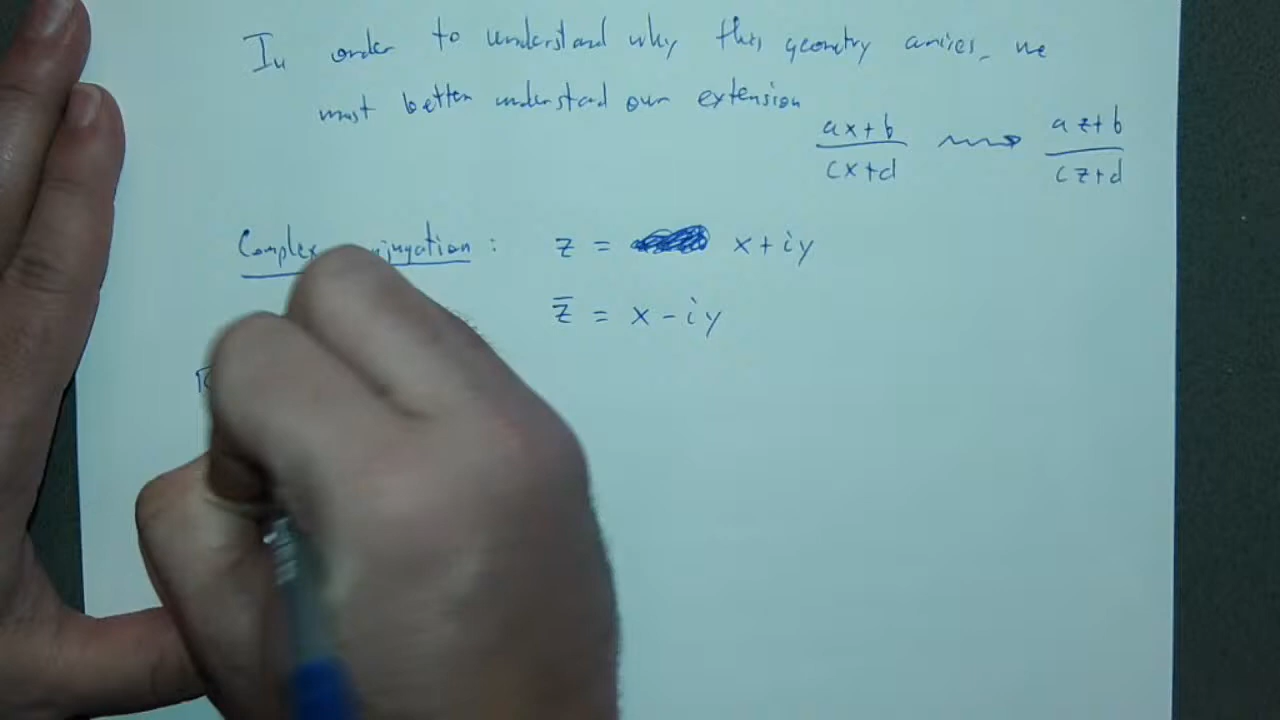 In order to understand why this geometry arises, we
must better understand our extension
ax+b / cx+d ⟿ az+b / cz+d
Complex conjugation : z = x+iy
z̄ = x-iy